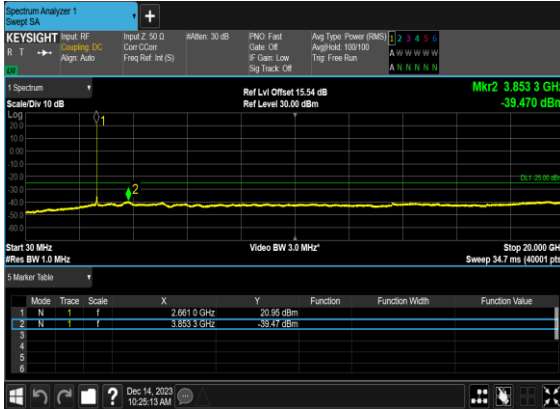 Spectrum Analyzer 1
Swept SA
+
KEYSIGHT Input: RF Input Z: 50 Ω #Atten: 30 dB PNO: Fast Avg Type: Power (RMS) 1 2 3 4 5 6
R T Coupling: DC Corr CCorr Gate: Off Avg|Hold: 100/100 A W W W W W
Align: Auto Freq Ref: Int (S) IF Gain: Low Trig: Free Run
Sig Track: Off A N N N N N
1 Spectrum
Ref Lvl Offset 15.54 dB Mkr2 3.853 3 GHz
Scale/Div 10 dB Ref Level 30.00 dBm -39.470 dBm
Log
1
20.0
10.0
0.00
-10.0
-20.0
DL1 -25.00 dBm
-30.0
2
-40.0
-50.0
-60.0
Start 30 MHz Video BW 3.0 MHz* Stop 20.000 GH
#Res BW 1.0 MHz Sweep 34.7 ms (40001 pts
5 Marker Table
Mode Trace Scale X Y Function Function Width Function Value
1 N 1 f 2.661 0 GHz 20.95 dBm
2 N 1 f 3.853 3 GHz -39.47 dBm
3
4
5
6
? Dec 14, 2023
10:25:13 AM